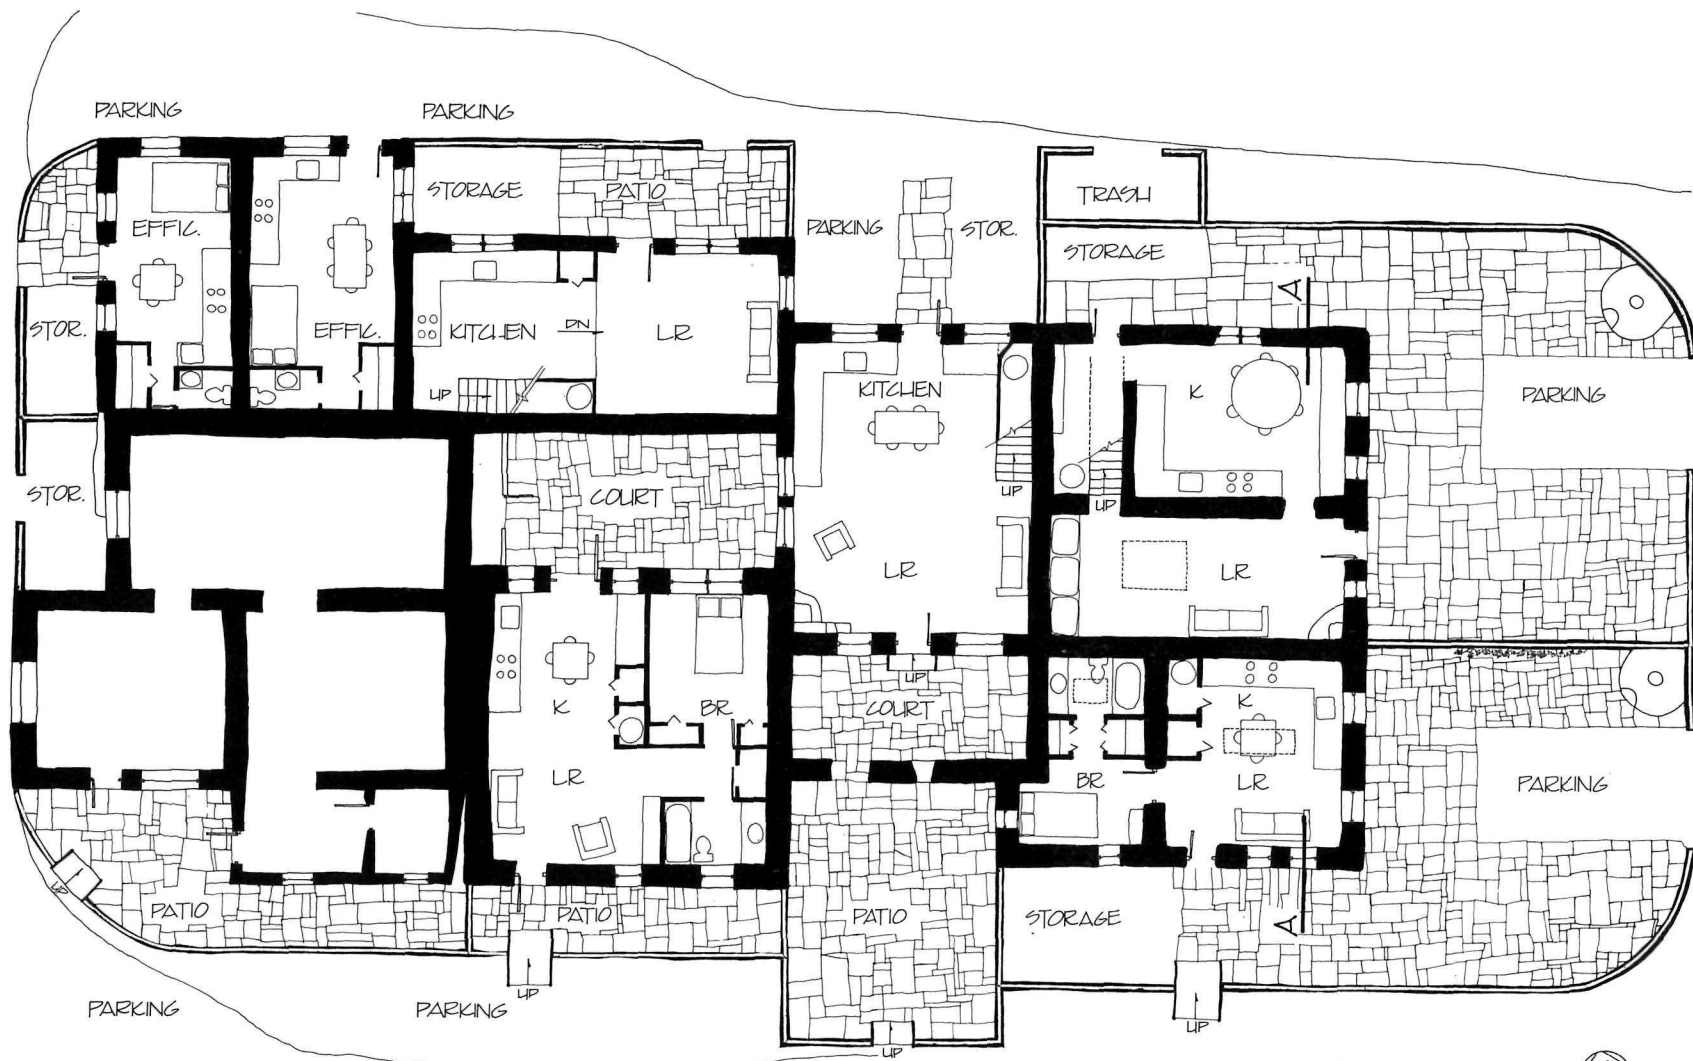 PARKING
PARKING
STORAGE
PATIO
TRASH
EFFIC.
PARKING
STOR.
STORAGE
A
STOR.
EFFIC.
KITCHEN
DN
LR
UP
KITCHEN
K
PARKING
STOR.
COURT
UP
UP
LR
LR
K
BR
COURT
UP
K
LR
BR
LR
PARKING
UP
PATIO
PATIO
PATIO
STORAGE
A
PARKING
PARKING
UP
UP
UP